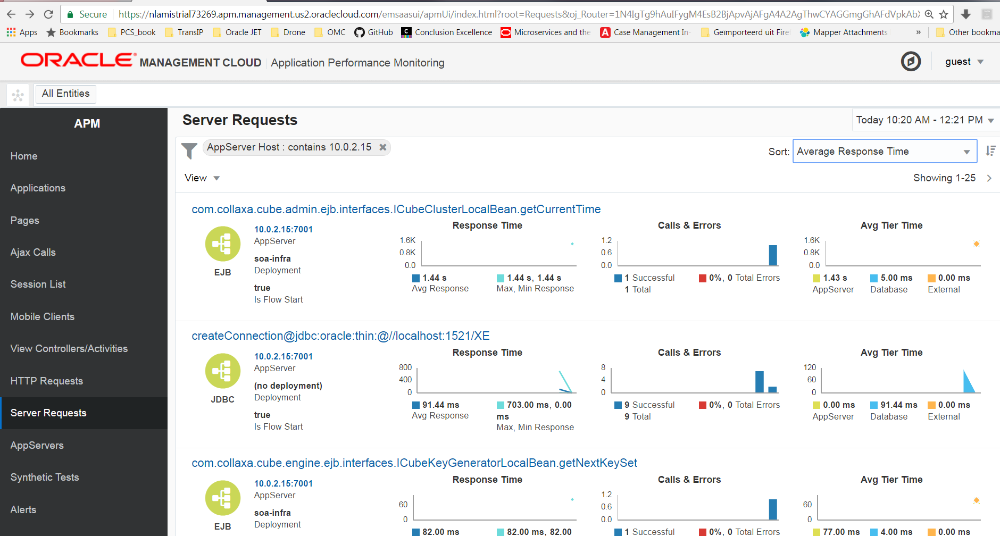 Secure https://nlamistrial73269.apm.management.us2.oraclecloud.com/emsaasui/apmUi/index.html?root=Requests&oj_Router=1N4IgTg9hAuIFygM4EsB2BjApvAjAFgA4A2AgThwCYAGGmgGhAFdVpkAb
Apps Bookmarks PCS_book TransIP Oracle JET Drone OMC GitHub Conclusion Excellence Microservices and the Case Management In Geïmporteerd uit Firef Mapper Attachments » Other bookma
ORACLE MANAGEMENT CLOUD Application Performance Monitoring guest
All Entities
APM
Home
Applications
Pages
Ajax Calls
Session List
Mobile Clients
View Controllers/Activities
HTTP Requests
Server Requests
AppServers
Synthetic Tests
Alerts
Server Requests Today 10:20 AM - 12:21 PM
AppServer Host : contains 10.0.2.15 Sort: Average Response Time
View Showing 1-25
com.collaxa.cube.admin.ejb.interfaces.ICubeClusterLocalBean.getCurrentTime
EJB
10.0.2.15:7001
AppServer
soa-infra
Deployment
true
Is Flow Start
Response Time
1.6K
0.8K
0.0
1.44 s 1.44 s, 1.44 s
Avg Response Max, Min Response
Calls & Errors
1.2
0.6
0.0
1 Successful 0%, 0 Total Errors
1 Total
Avg Tier Time
1.6K
0.8K
0.0
1.43 s 5.00 ms 0.00 ms
AppServer Database External
createConnection@jdbc:oracle:thin:@//localhost:1521/XE
JDBC
10.0.2.15:7001
AppServer
(no deployment)
Deployment
true
Is Flow Start
Response Time
800
400
0
91.44 ms 703.00 ms, 0.00
ms
Avg Response Max, Min Response
Calls & Errors
8
4
0
9 Successful 0%, 0 Total Errors
9 Total
Avg Tier Time
120
60
0
0.00 ms 91.44 ms 0.00 ms
AppServer Database External
com.collaxa.cube.engine.ejb.interfaces.ICubeKeyGeneratorLocalBean.getNextKeySet
EJB
10.0.2.15:7001
AppServer
soa-infra
Deployment
Response Time
60
0
82.00 ms 82.00 ms, 82.00
Calls & Errors
1.2
0.6
0.0
1 Successful 0%, 0 Total Errors
Avg Tier Time
60
0
77.00 ms 4.00 ms 0.00 ms